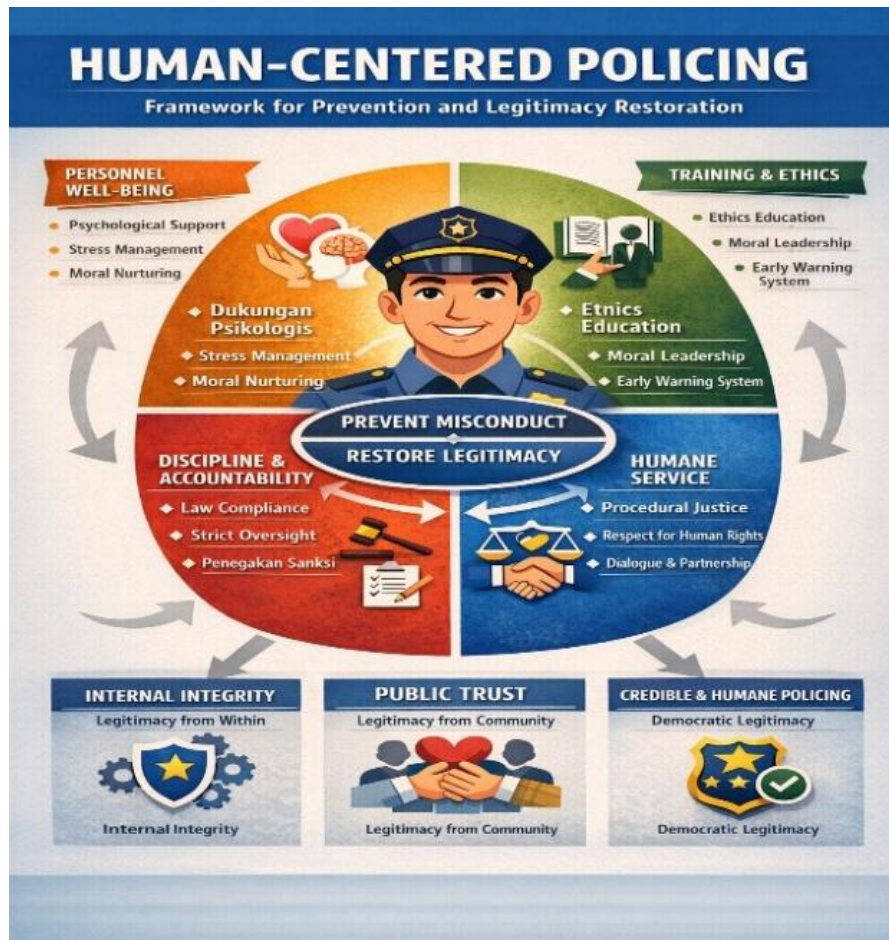 HUMAN-CENTERED POLICING
Framework for Prevention and Legitimacy Restoration
PERSONNEL
WELL-BEING
Psychological Support
Stress Management
Moral Nurturing
TRAINING & ETHICS
Ethics Education
Moral Leadership
Early Warning
System
Dukungan
Psikologis
Stress Management
Moral Nurturing
Etnics
Education
Moral Leadership
Early Warning System
PREVENT MISCONDUCT
RESTORE LEGITIMACY
DISCIPLINE &
ACCOUNTABILITY
Law Compliance
Strict Oversight
Penegakan Sanksi
HUMANE
SERVICE
Procedural Justice
Respect for Human Rights
Dialogue & Partnership
INTERNAL INTEGRITY
Legitimacy from Within
Internal Integrity
PUBLIC TRUST
Legitimacy from Community
Legitimacy from Community
CREDIBLE & HUMANE POLICING
Democratic Legitimacy
Democratic Legitimacy